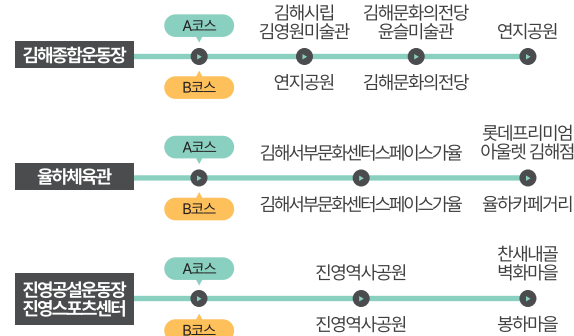 김해종합운동장
A코스
김해시립
김영원미술관
김해문화의전당
윤슬미술관
연지공원
B코스
연지공원
김해문화의전당
율하체육관
A코스
김해서부문화센터스페이스가율
롯데프리미엄
아울렛 김해점
B코스
김해서부문화센터스페이스가율
율하카페거리
진영공설운동장
진영스포츠센터
A코스
진영역사공원
찬새내골
벽화마을
B코스
진영역사공원
봉하마을